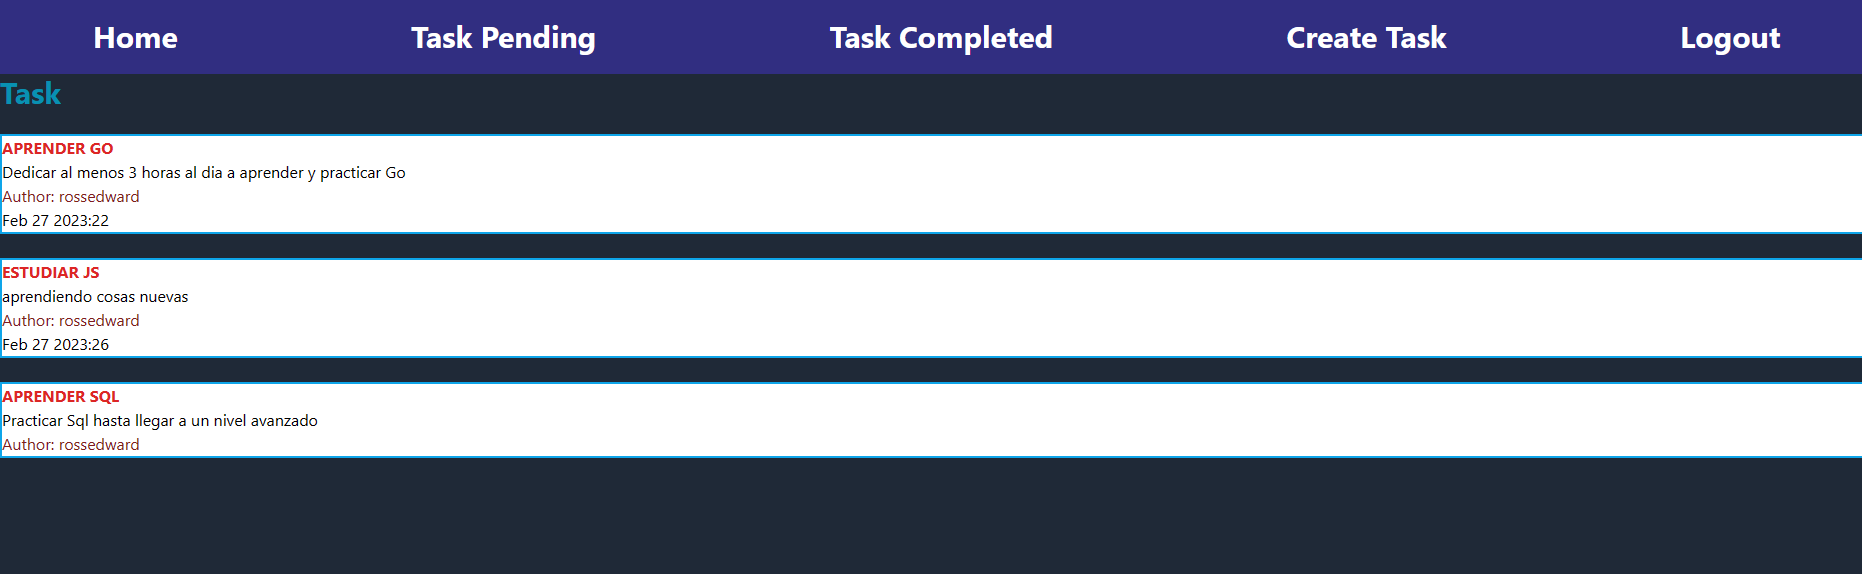 Home Task Pending Task Completed Create Task Logout
Task
APRENDER GO
Dedicar al menos 3 horas al dia a aprender y practicar Go
Author: rossedward
Feb 27 2023:22
ESTUDIAR JS
aprendiendo cosas nuevas
Author: rossedward
Feb 27 2023:26
APRENDER SQL
Practicar Sql hasta llegar a un nivel avanzado
Author: rossedward